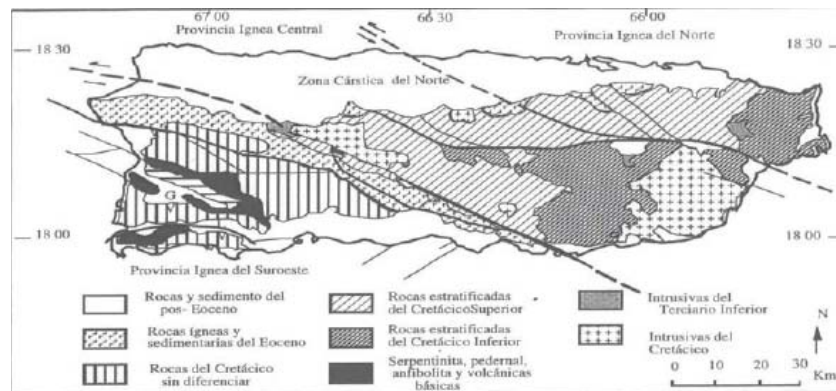 67 00
66 30
66 00
Provincia Ignea Central
Provincia Ignea del Norte
18 30
18 30
Zona Cárstica del Norte
G
18 00
18 00
Provincia Ignea del Suroeste
Rocas y sedimento del
pos- Eoceno
Rocas ígneas y
sedimentarias del Eoceno
Rocas del Cretácico
sin diferenciar
Rocas estratificadas
del Cretácico Superior
Rocas estratificadas
del Cretácico Inferior
Serpentinita, pedernal,
anfibolita y volcánicas
básicas
Intrusivas del
Terciario Inferior
Intrusivas del
Cretácico
N
0 10 20 30
Km